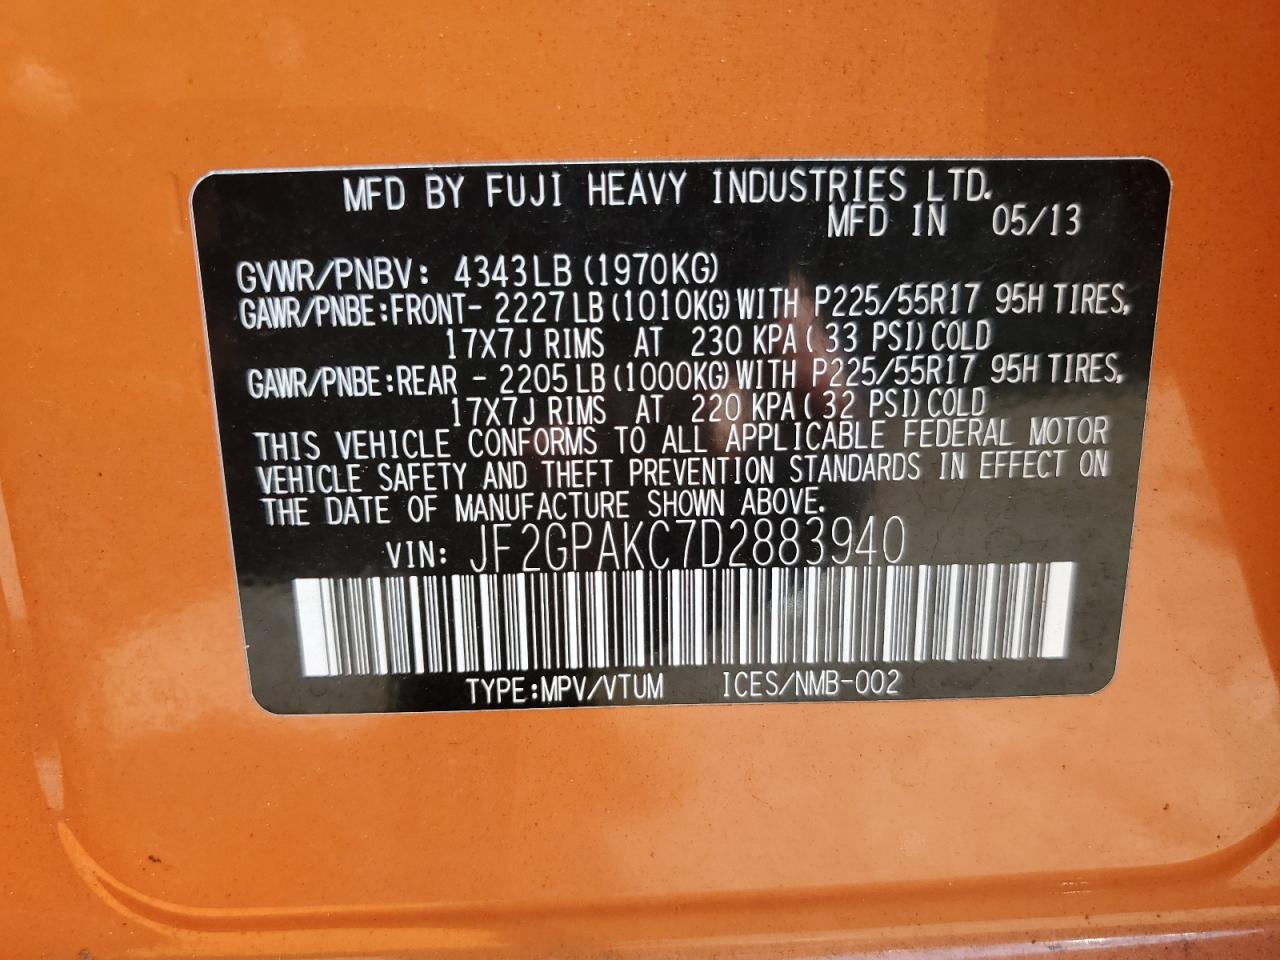 MFD BY FUJI HEAVY INDUSTRIES LTD.
MFD IN 05/13
GVWR/PNBV: 4343LB (1970KG)
GAWR/PNBE:FRONT- 2227LB (1010KG) WITH P225/55R17 95H TIRES,
17X7J RIMS AT 230 KPA ( 33 PSI) COLD
GAWR/PNBE:REAR - 2205LB (1000KG) WITH P225/55R17 95H TIRES,
17X7J RIMS AT 220 KPA ( 32 PSI) COLD
THIS VEHICLE CONFORMS TO ALL APPLICABLE FEDERAL MOTOR
VEHICLE SAFETY AND THEFT PREVENTION STANDARDS IN EFFECT ON
THE DATE OF MANUFACTURE SHOWN ABOVE.
VIN: JF2GPAKC7D2883940
TYPE:MPV/VTUM ICES/NMB-002